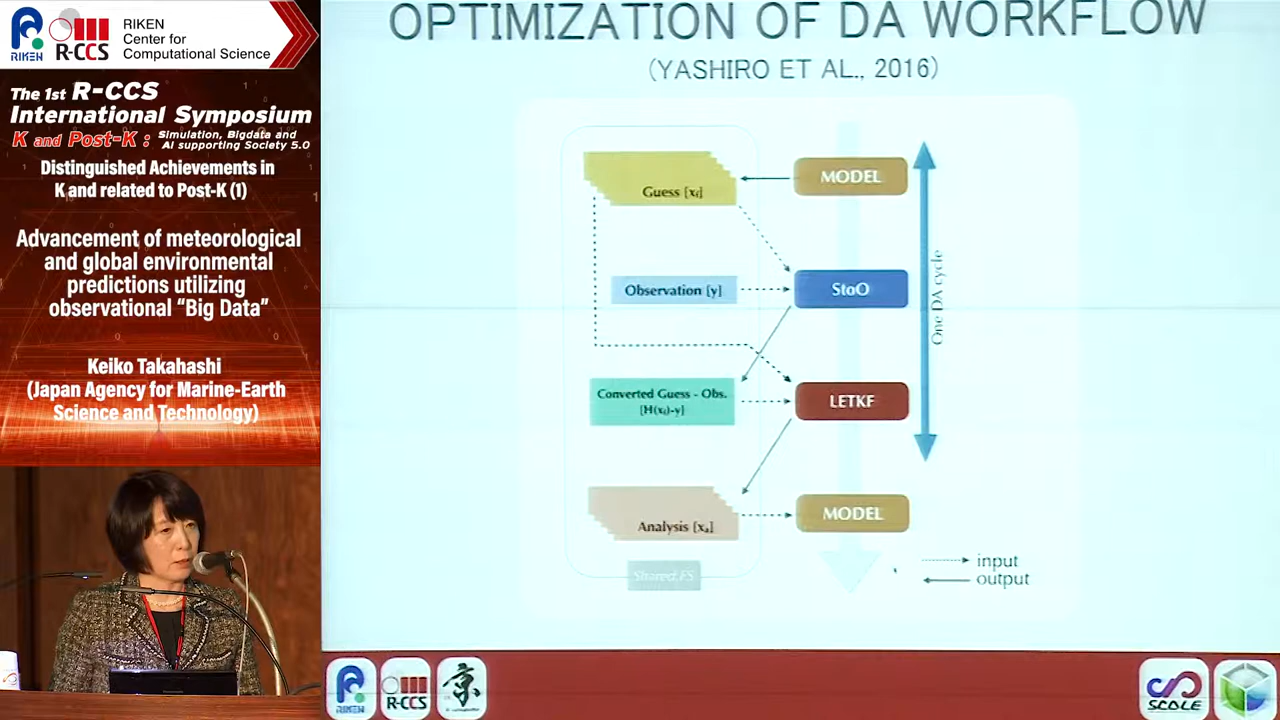 RIKEN
R-CCS
RIKEN
Center for
Computational Science
The 1st R-CCS
International Symposium
K and Post-K : Simulation, Bigdata and
AI supporting Society 5.0
Distinguished Achievements in
K and related to Post-K (1)
Advancement of meteorological
and global environmental
predictions utilizing
observational “Big Data”
Keiko Takahashi
(Japan Agency for Marine-Earth
Science and Technology)
OPTIMIZATION OF DA WORKFLOW
(YASHIRO ET AL., 2016)
Guess [xf]
MODEL
Observation [y]
StoO
One DA cycle
Converted Guess - Obs.
[H(xf)-y]
LETKF
Analysis [xa]
MODEL
Shared FS
input
output
RIKEN
R-CCS
京
SCALE